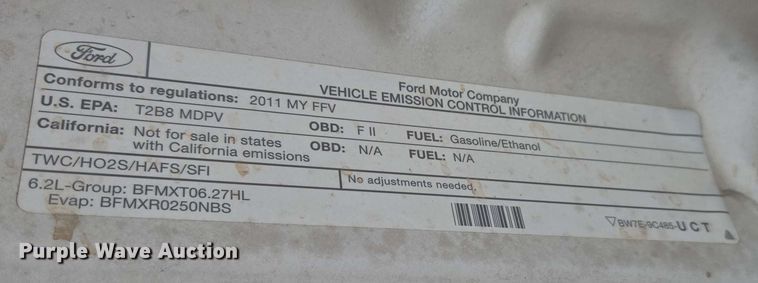 Ford
Ford Motor Company
VEHICLE EMISSION CONTROL INFORMATION
Conforms to regulations: 2011 MY FFV
U.S. EPA: T2B8 MDPV OBD: F II FUEL: Gasoline/Ethanol
California: Not for sale in states with California emissions OBD: N/A FUEL: N/A
TWC/HO2S/HAFS/SFI
No adjustments needed.
6.2L-Group: BFMXT06.27HL
Evap: BFMXR0250NBS
BW7E-9C485-UCT
Purple Wave Auction